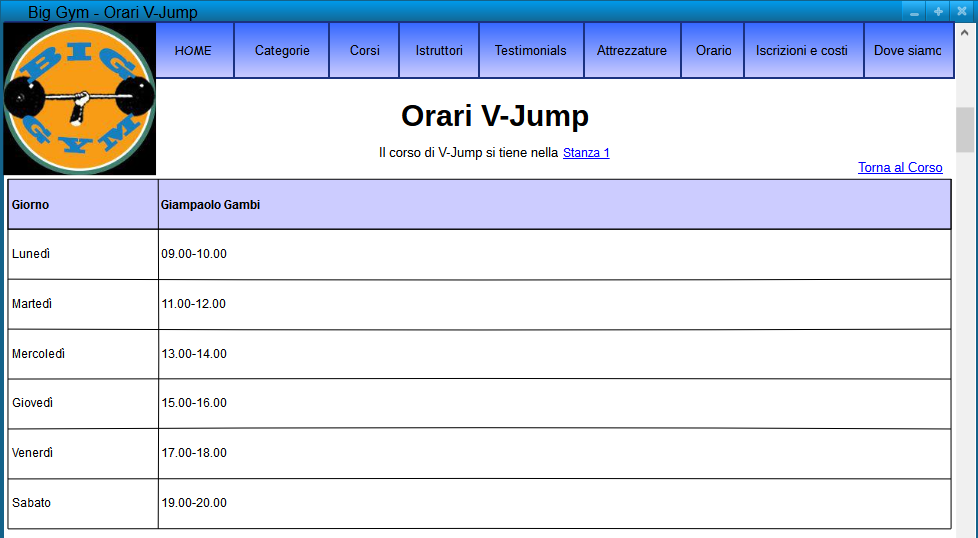 Big Gym - Orari V-Jump
BIG
GYM
HOME Categorie Corsi Istruttori Testimonials Attrezzature Orario Iscrizioni e costi Dove siamo
Orari V-Jump
Il corso di V-Jump si tiene nella Stanza 1
Torna al Corso
Giorno Giampaolo Gambi
Lunedì 09.00-10.00
Martedì 11.00-12.00
Mercoledì 13.00-14.00
Giovedì 15.00-16.00
Venerdì 17.00-18.00
Sabato 19.00-20.00